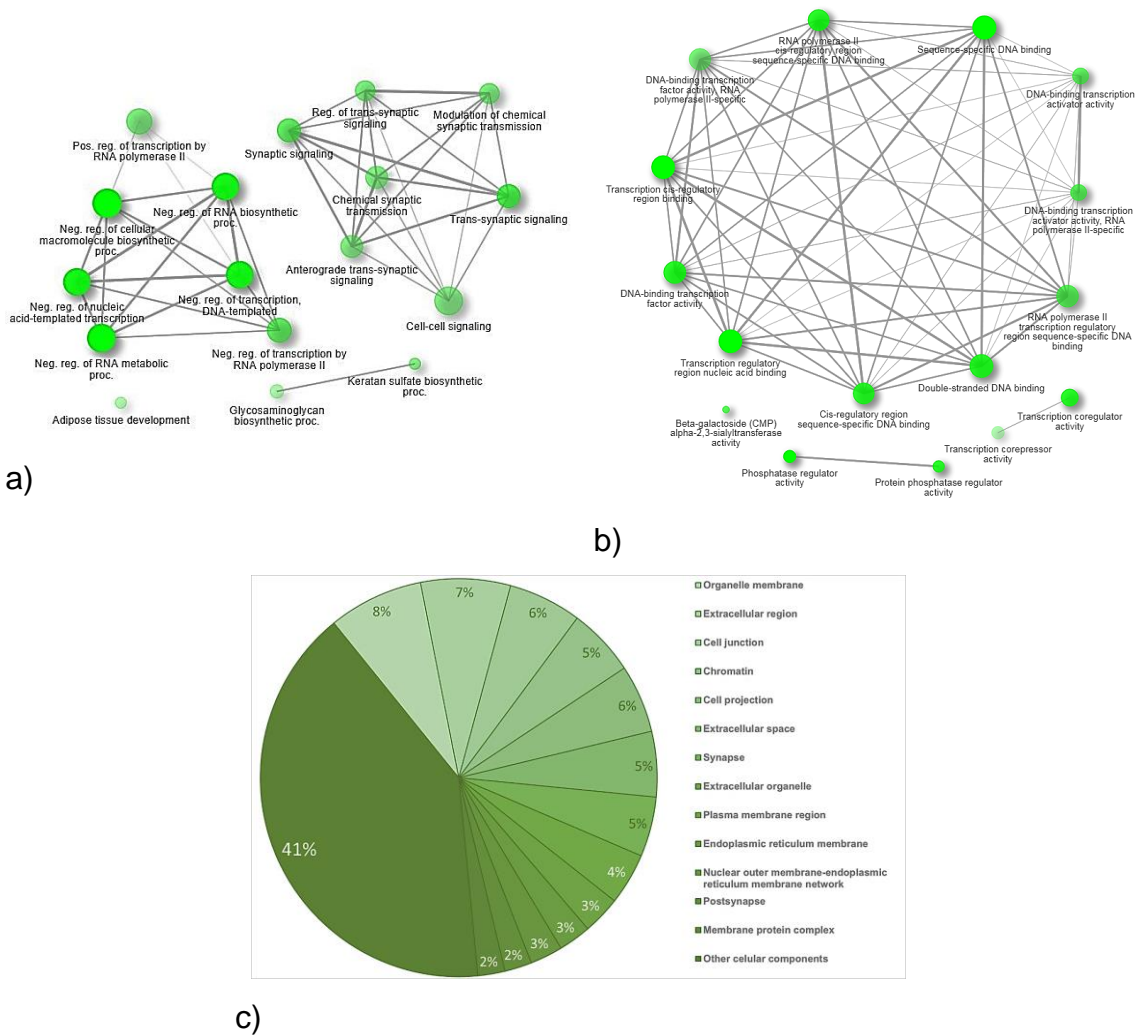 Pos. reg. of transcription by
RNA polymerase II
Neg. reg. of RNA biosynthetic
proc.
Neg. reg. of cellular
macromolecule biosynthetic
proc.
Neg. reg. of nucleic
acid-templated transcription
Neg. reg. of transcription,
DNA-templated
Neg. reg. of RNA metabolic
proc.
Neg. reg. of transcription by
RNA polymerase II
Adipose tissue development
Reg. of trans-synaptic
signaling
Modulation of chemical
synaptic transmission
Synaptic signaling
Chemical synaptic
transmission
Trans-synaptic signaling
Anterograde trans-synaptic
signaling
Cell-cell signaling
Keratan sulfate biosynthetic
proc.
Glycosaminoglycan
biosynthetic proc.
a)
RNA polymerase II
cis-regulatory region
sequence-specific DNA binding
Sequence-specific DNA binding
DNA-binding transcription
factor activity, RNA
polymerase II-specific
DNA-binding transcription
activator activity
Transcription cis-regulatory
region binding
DNA-binding transcription
activator activity, RNA
polymerase II-specific
DNA-binding transcription
factor activity
RNA polymerase II
transcription regulatory
region sequence-specific DNA
binding
Transcription regulatory
region nucleic acid binding
Double-stranded DNA binding
Cis-regulatory region
sequence-specific DNA binding
Beta-galactoside (CMP)
alpha-2,3-sialyltransferase
activity
Transcription coregulator
activity
Transcription corepressor
activity
Phosphatase regulator
activity
Protein phosphatase regulator
activity
b)
8%
7%
6%
5%
6%
5%
5%
4%
3%
3%
3%
2%
2%
41%
Organelle membrane
Extracellular region
Cell junction
Chromatin
Cell projection
Extracellular space
Synapse
Extracellular organelle
Plasma membrane region
Endoplasmic reticulum membrane
Nuclear outer membrane-endoplasmic
reticulum membrane network
Postsynapse
Membrane protein complex
Other celular components
c)